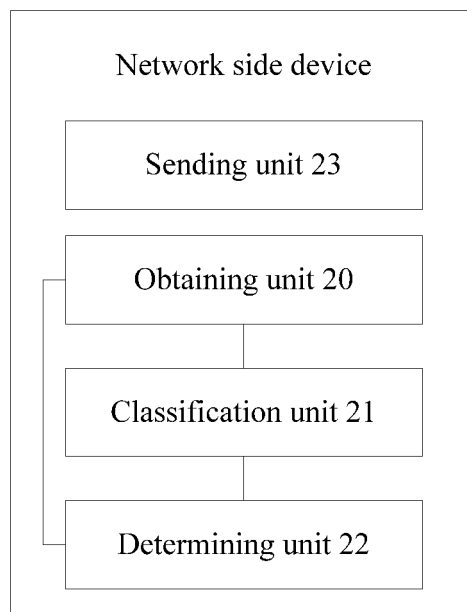 Network side device
Sending unit 23
Obtaining unit 20
Classification unit 21
Determining unit 22